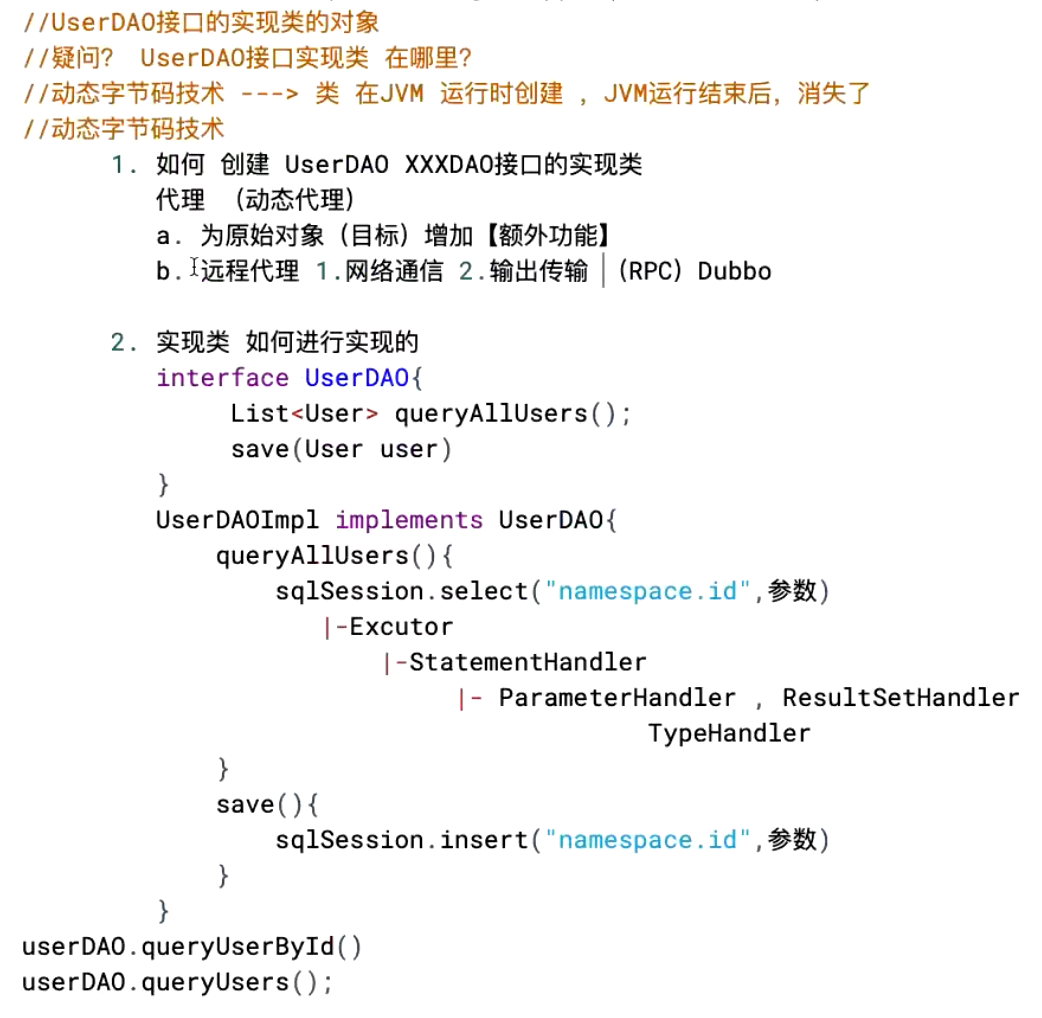 //UserDAO接口的实现类的对象
//疑问? UserDAO接口实现类 在哪里?
//动态字节码技术 ---> 类 在JVM 运行时创建 ，JVM运行结束后，消失了
//动态字节码技术
1. 如何 创建 UserDAO XXXDAO接口的实现类
代理 （动态代理）
a. 为原始对象（目标）增加【额外功能】
b. 远程代理 1.网络通信 2.输出传输 （RPC）Dubbo
2. 实现类 如何进行实现的
interface UserDAO{
List<User> queryAllUsers();
save(User user)
}
UserDAOImpl implements UserDAO{
queryAllUsers(){
sqlSession.select("namespace.id",参数)
|-Excutor
|-StatementHandler
|- ParameterHandler , ResultSetHandler
TypeHandler
}
save(){
sqlSession.insert("namespace.id",参数)
}
}
userDAO.queryUserById()
userDAO.queryUsers();